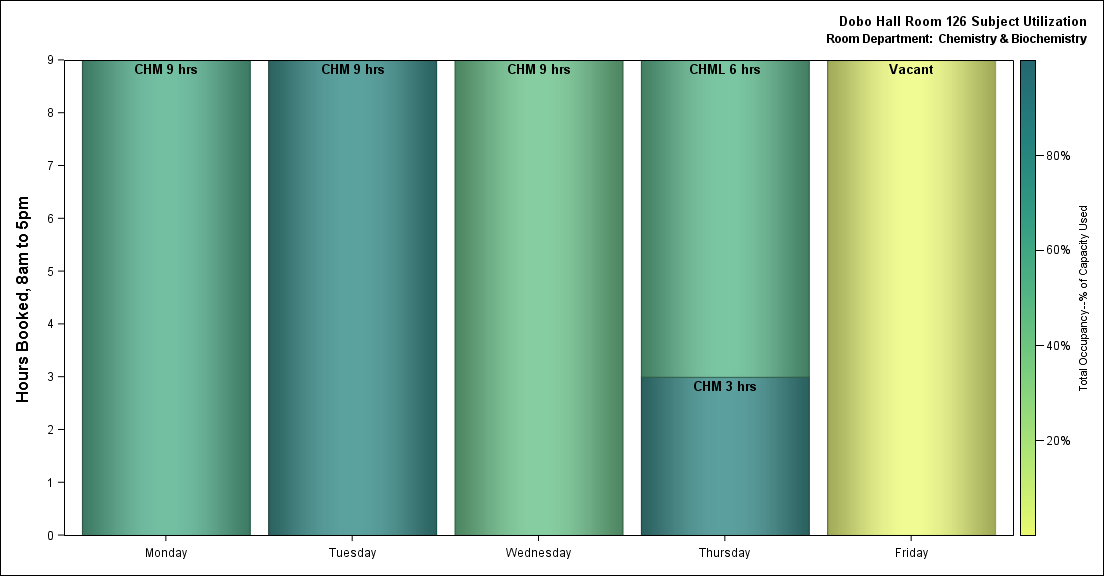 Dobo Hall Room 126 Subject Utilization
Room Department: Chemistry & Biochemistry
Hours Booked, 8am to 5pm
9
8
7
6
5
4
3
2
1
0
CHM 9 hrs
CHM 9 hrs
CHM 9 hrs
CHML 6 hrs
CHM 3 hrs
Vacant
Monday
Tuesday
Wednesday
Thursday
Friday
80%
60%
40%
20%
Total Occupancy--% of Capacity Used